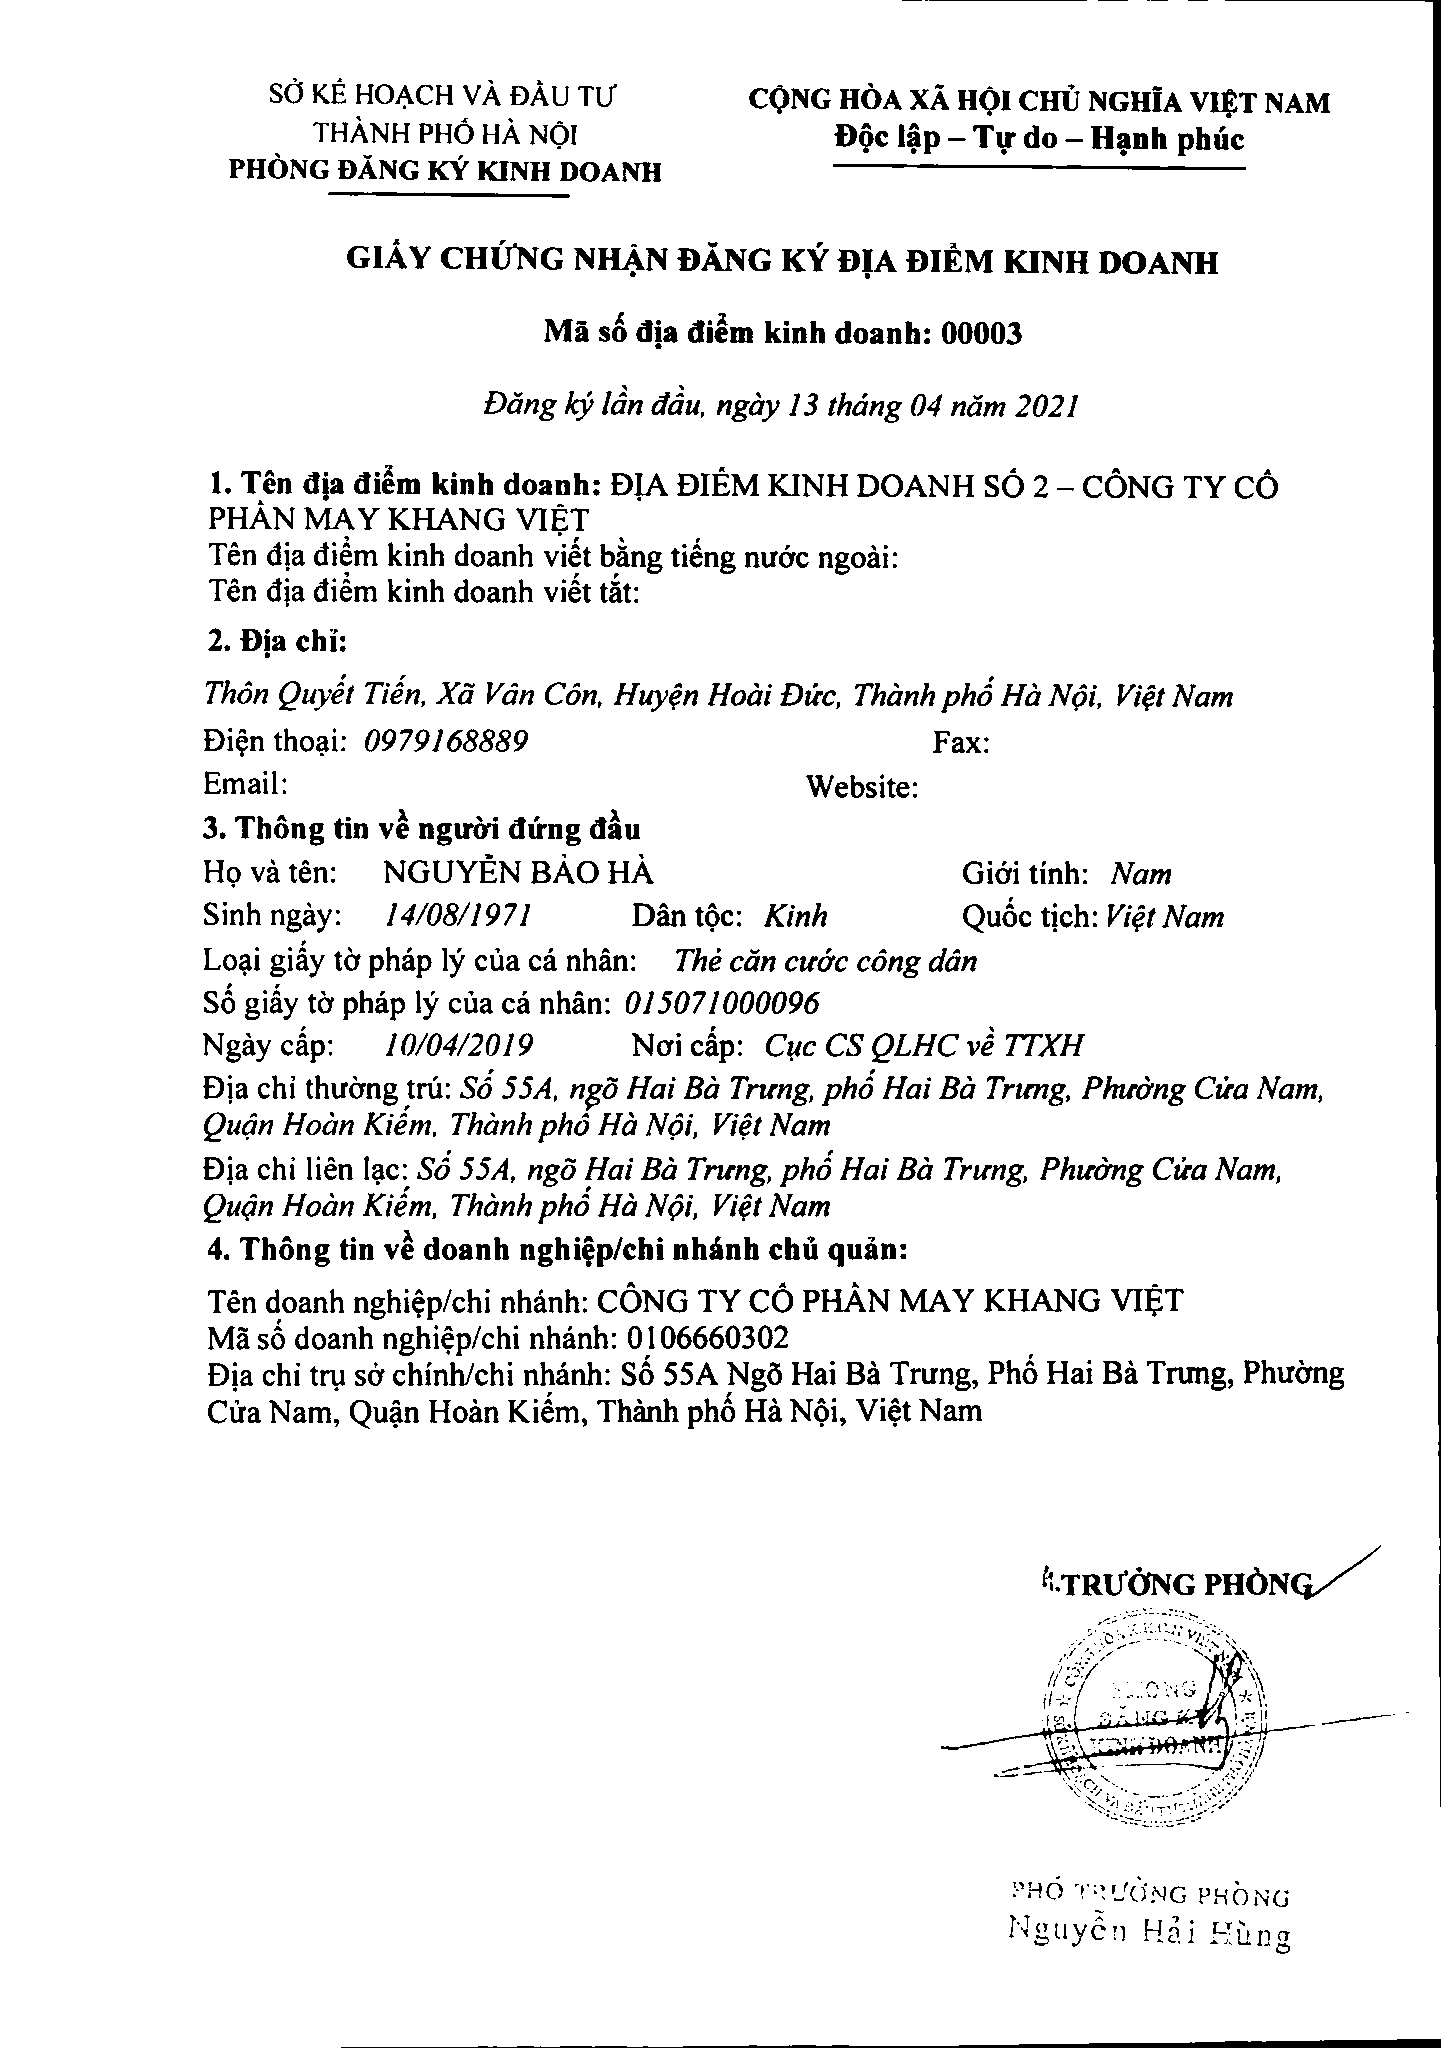 SỞ KẾ HOẠCH VÀ ĐẦU TƯ
THÀNH PHỐ HÀ NỘI
PHÒNG ĐĂNG KÝ KINH DOANH
CỘNG HÒA XÃ HỘI CHỦ NGHĨA VIỆT NAM
Độc lập – Tự do – Hạnh phúc
GIẤY CHỨNG NHẬN ĐĂNG KÝ ĐỊA ĐIỂM KINH DOANH
Mã số địa điểm kinh doanh: 00003
Đăng ký lần đầu, ngày 13 tháng 04 năm 2021
1. Tên địa điểm kinh doanh: ĐỊA ĐIỂM KINH DOANH SỐ 2 – CÔNG TY CỔ
PHẦN MAY KHANG VIỆT
Tên địa điểm kinh doanh viết bằng tiếng nước ngoài:
Tên địa điểm kinh doanh viết tắt:
2. Địa chỉ:
Thôn Quyết Tiến, Xã Vân Côn, Huyện Hoài Đức, Thành phố Hà Nội, Việt Nam
Điện thoại: 0979168889 Fax:
Email: Website:
3. Thông tin về người đứng đầu
Họ và tên: NGUYỄN BẢO HÀ Giới tính: Nam
Sinh ngày: 14/08/1971 Dân tộc: Kinh Quốc tịch: Việt Nam
Loại giấy tờ pháp lý của cá nhân: Thẻ căn cước công dân
Số giấy tờ pháp lý của cá nhân: 015071000096
Ngày cấp: 10/04/2019 Nơi cấp: Cục CS QLHC về TTXH
Địa chỉ thường trú: Số 55A, ngõ Hai Bà Trưng, phố Hai Bà Trưng, Phường Cửa Nam,
Quận Hoàn Kiếm, Thành phố Hà Nội, Việt Nam
Địa chỉ liên lạc: Số 55A, ngõ Hai Bà Trưng, phố Hai Bà Trưng, Phường Cửa Nam,
Quận Hoàn Kiếm, Thành phố Hà Nội, Việt Nam
4. Thông tin về doanh nghiệp/chi nhánh chủ quản:
Tên doanh nghiệp/chi nhánh: CÔNG TY CỔ PHẦN MAY KHANG VIỆT
Mã số doanh nghiệp/chi nhánh: 0106660302
Địa chỉ trụ sở chính/chi nhánh: Số 55A Ngõ Hai Bà Trưng, Phố Hai Bà Trưng, Phường
Cửa Nam, Quận Hoàn Kiếm, Thành phố Hà Nội, Việt Nam
TRƯỞNG PHÒNG
PHÒNG
ĐĂNG KÝ
KINH DOANH
PHÓ TRƯỞNG PHÒNG
Nguyễn Hải Hùng